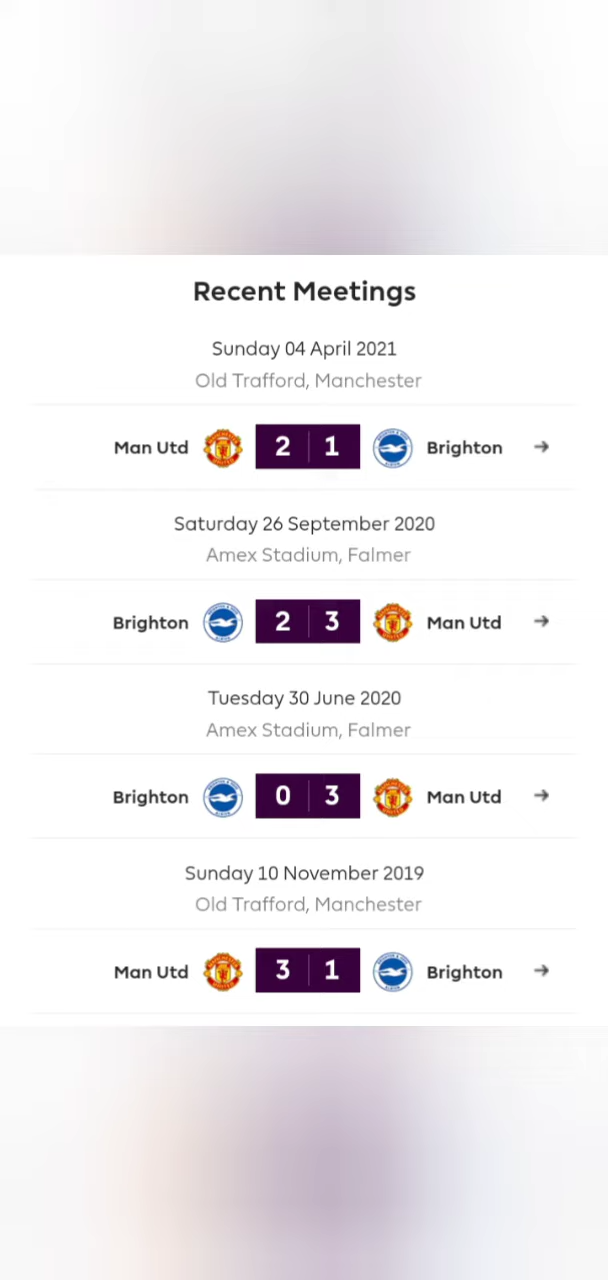 Recent Meetings
Sunday 04 April 2021
Old Trafford, Manchester
Man Utd 2 1 Brighton →
Saturday 26 September 2020
Amex Stadium, Falmer
Brighton 2 3 Man Utd →
Tuesday 30 June 2020
Amex Stadium, Falmer
Brighton 0 3 Man Utd →
Sunday 10 November 2019
Old Trafford, Manchester
Man Utd 3 1 Brighton →